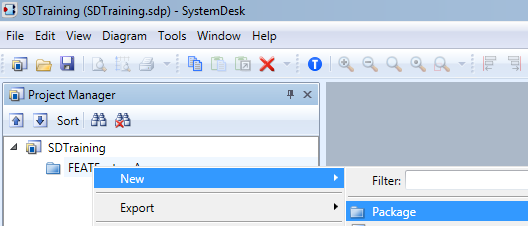 SDTraining (SDTraining.sdp) - SystemDesk
File Edit View Diagram Tools Window Help
Project Manager
Sort
SDTraining
New
Filter:
Export
Package